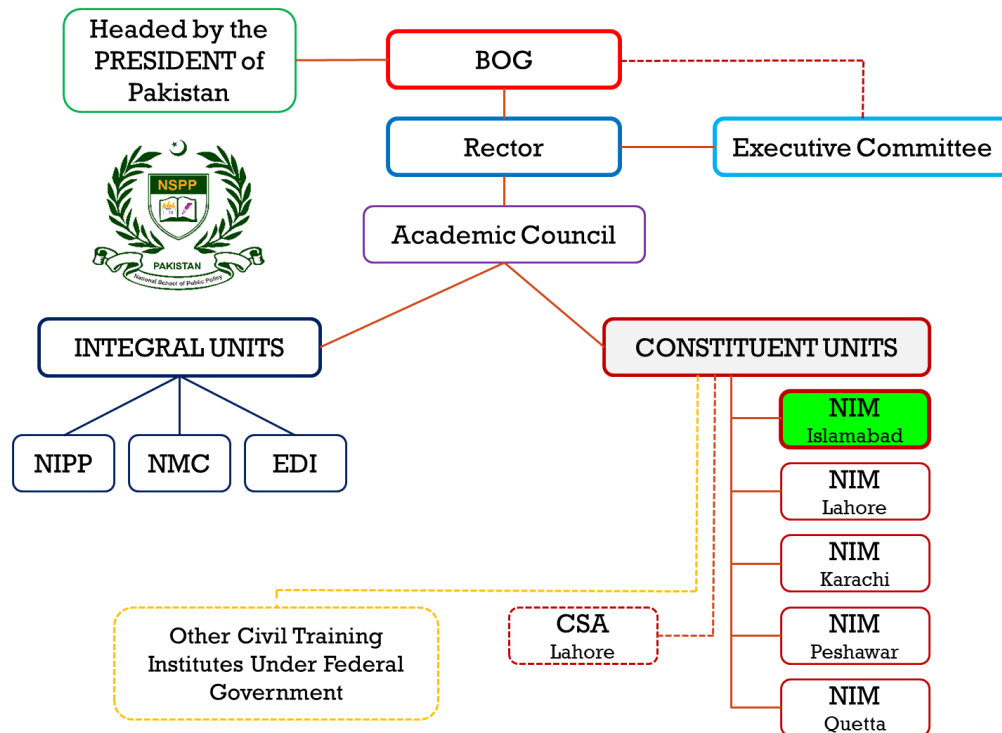 Headed by the
PRESIDENT of
Pakistan
BOG
Rector
Executive Committee
NSPP
PAKISTAN
National School of Public Policy
Academic Council
INTEGRAL UNITS
CONSTITUENT UNITS
NIPP
NMC
EDI
NIM
Islamabad
NIM
Lahore
NIM
Karachi
Other Civil Training
Institutes Under Federal
Government
CSA
Lahore
NIM
Peshawar
NIM
Quetta